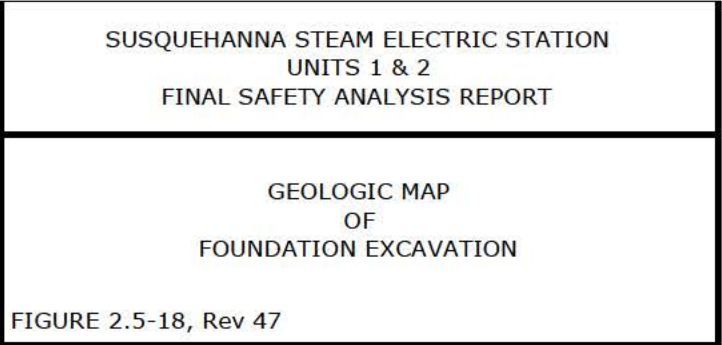 SUSQUEHANNA STEAM ELECTRIC STATION
UNITS 1 & 2
FINAL SAFETY ANALYSIS REPORT
GEOLOGIC MAP
OF
FOUNDATION EXCAVATION
FIGURE 2.5-18, Rev 47